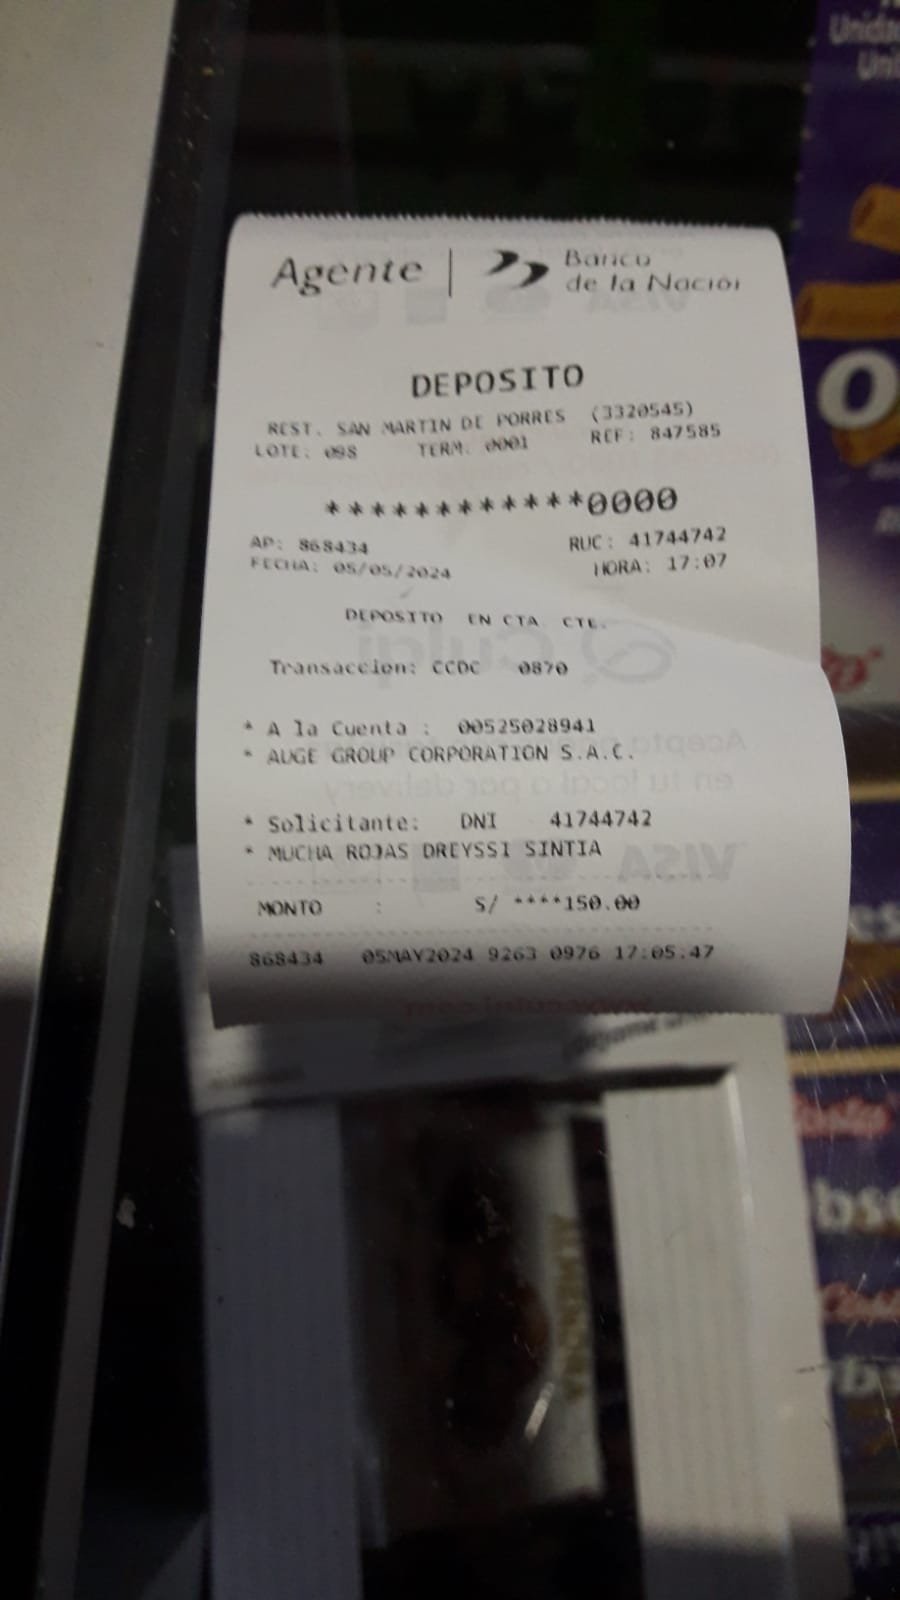 Agente | Banco
de la Nación
DEPOSITO
REST. SAN MARTIN DE PORRES (3320545)
LOTE: 098 TERM: 0001 REF: 847585
************0000
AP: 868434 RUC: 41744742
FECHA: 05/05/2024 HORA: 17:07
DEPOSITO EN CTA CTE.
Transaccion: CCDC 0870
* A la Cuenta : 00525028941
* AUGE GROUP CORPORATION S.A.C.
* Solicitante: DNI 41744742
* MUCHA ROJAS DREYSSI SINTIA
MONTO : S/ ****150.00
868434 05MAY2024 9263 0976 17:05:47